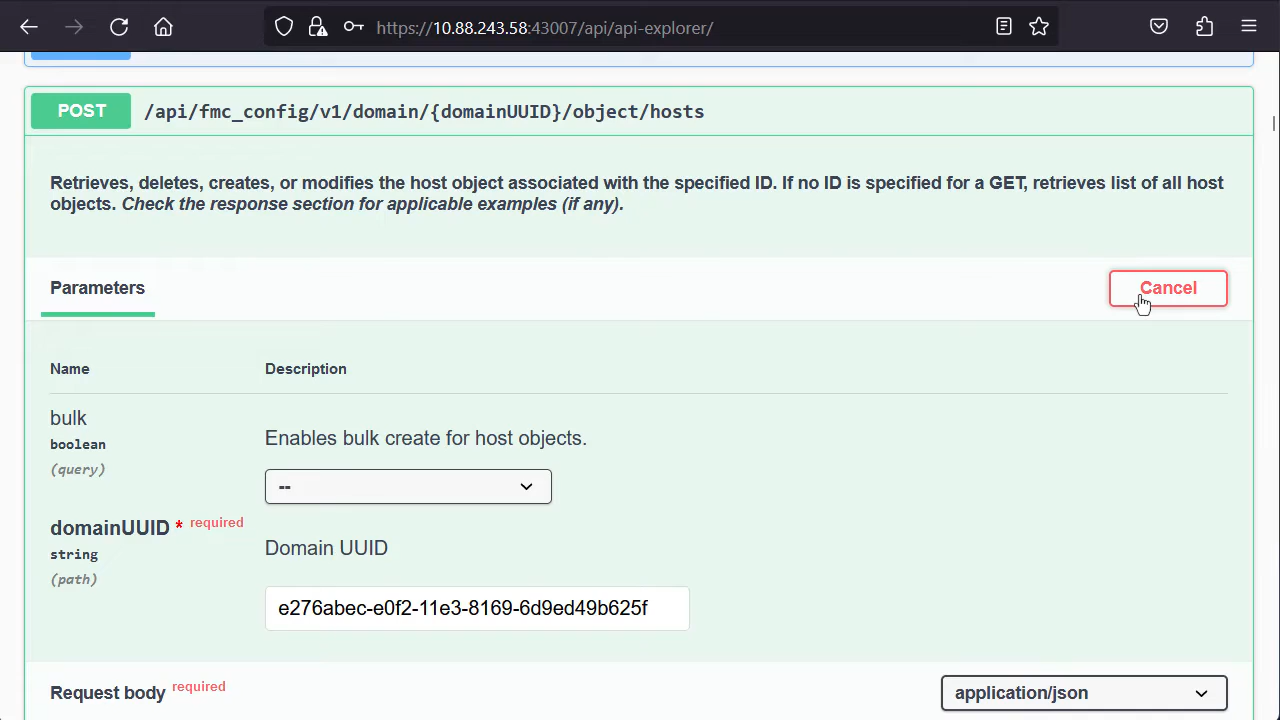 https://10.88.243.58:43007/api/api-explorer/
POST /api/fmc_config/v1/domain/{domainUUID}/object/hosts
Retrieves, deletes, creates, or modifies the host object associated with the specified ID. If no ID is specified for a GET, retrieves list of all host
objects. Check the response section for applicable examples (if any).
Parameters
Cancel
Name Description
bulk
boolean
(query)
Enables bulk create for host objects.
--
domainUUID * required
string
(path)
Domain UUID
e276abec-e0f2-11e3-8169-6d9ed49b625f
Request body required
application/json